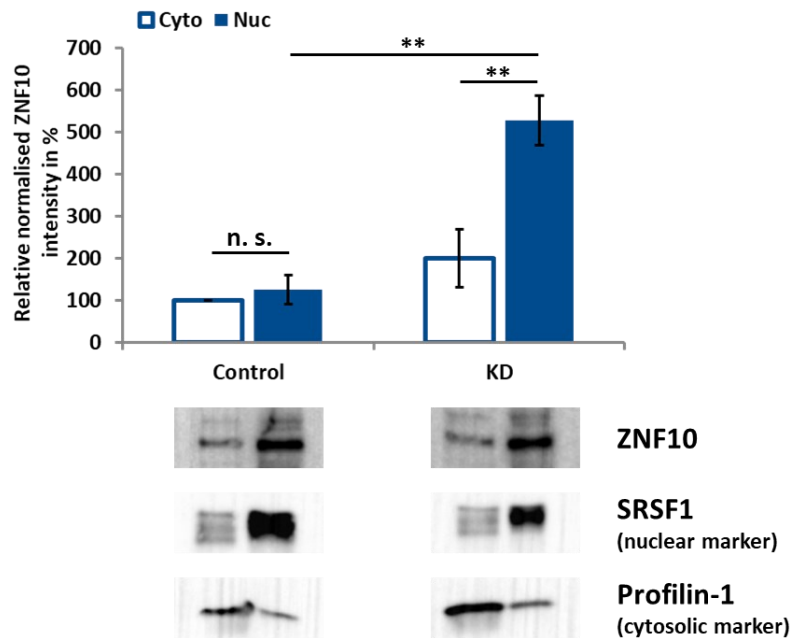 Cyto Nuc
Relative normalised ZNF10
intensity in %
700
600
500
400
300
200
100
0
**
**
n. s.
Control KD
ZNF10
SRSF1
(nuclear marker)
Profilin-1
(cytosolic marker)